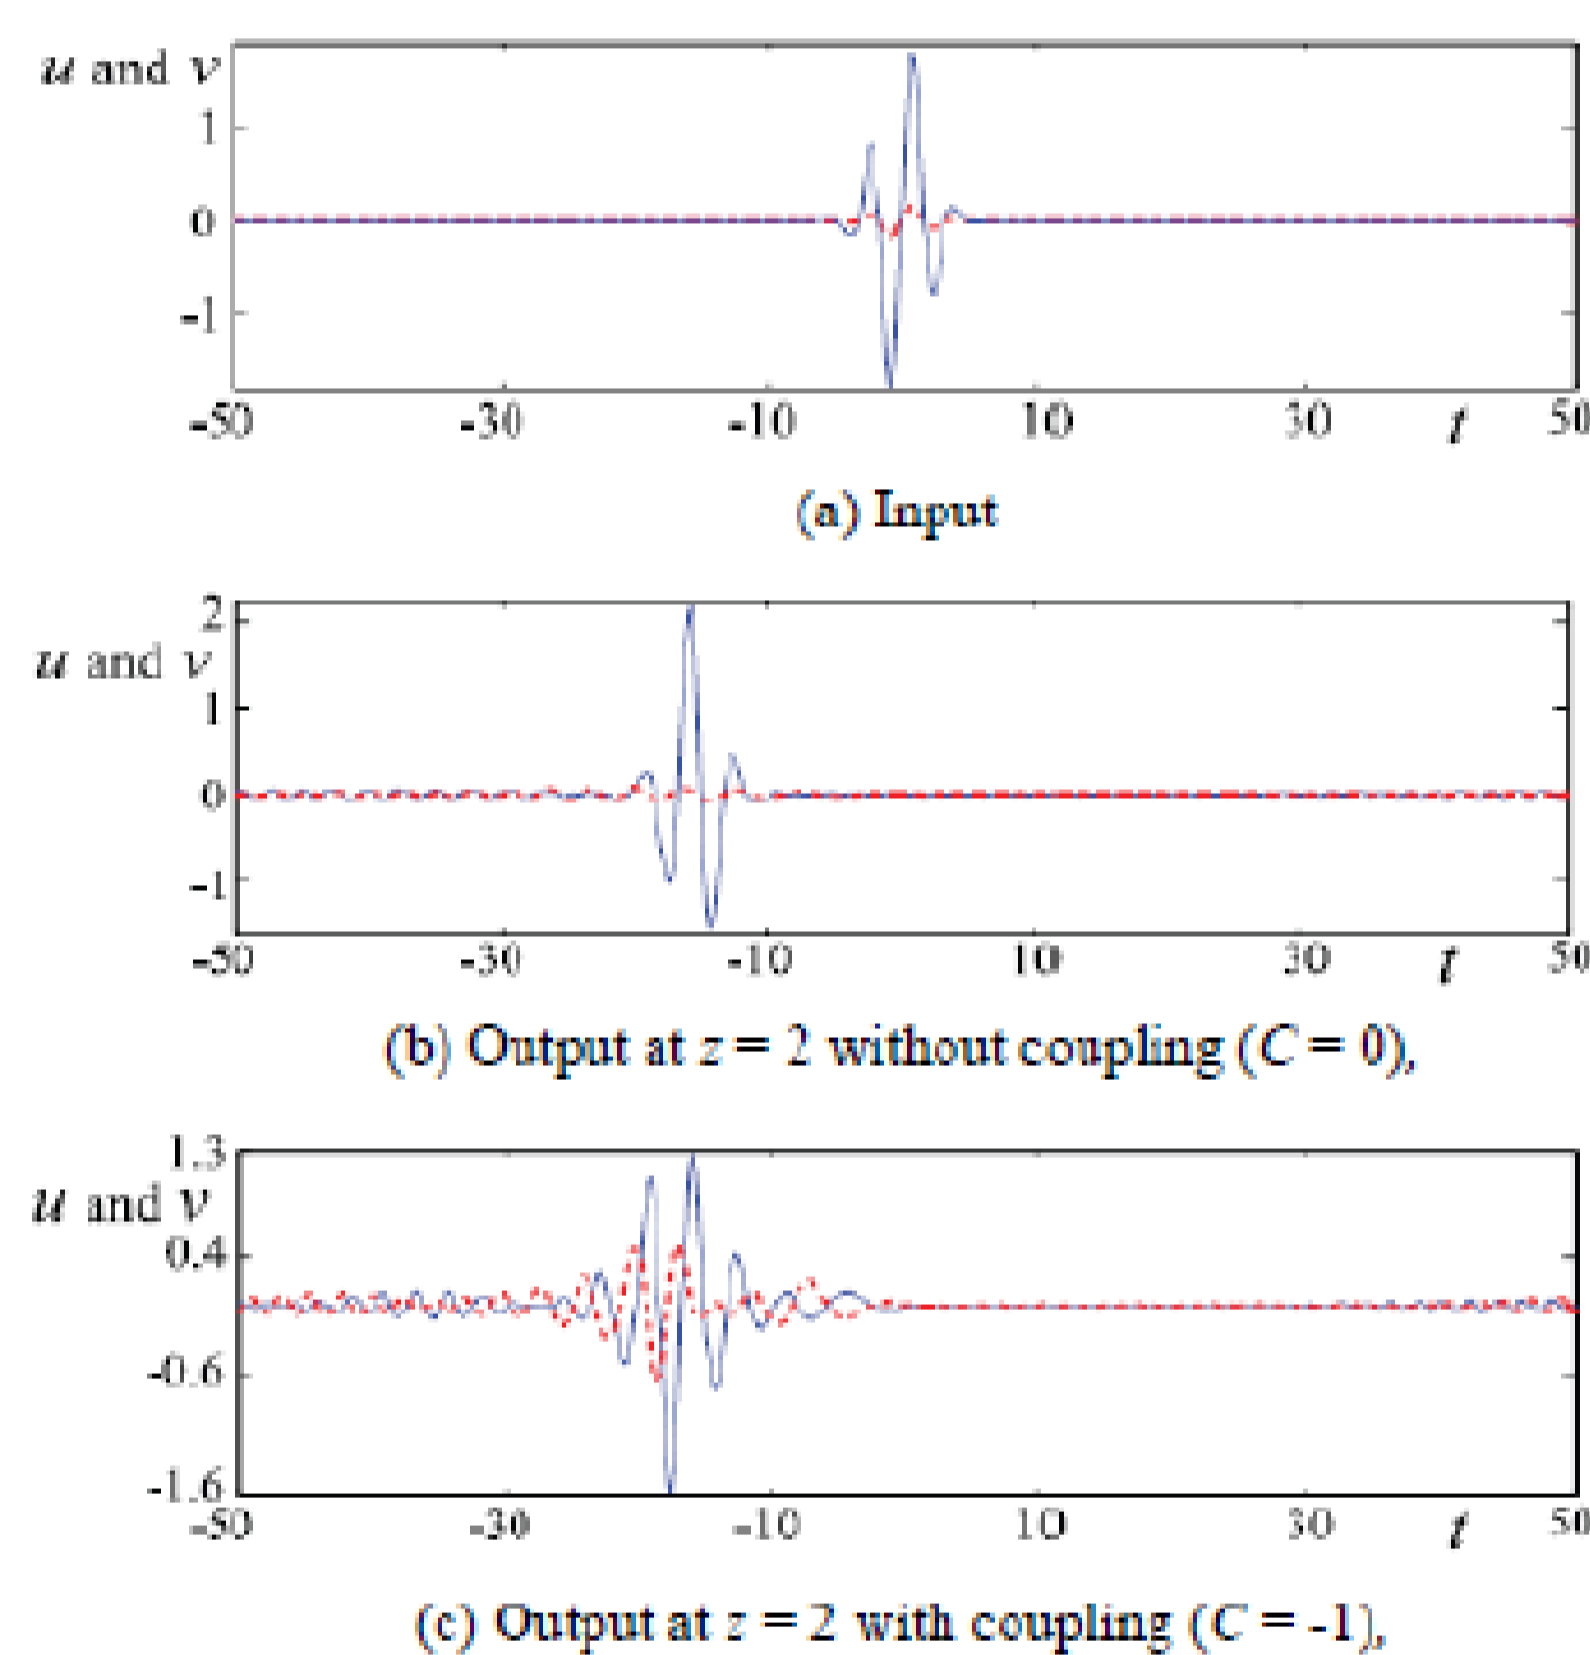 u and v
1
0
-1
-50 -30 -10 10 30 t 50
(a) Input
2
u and v
1
0
-1
-50 -30 -10 10 30 t 50
(b) Output at z = 2 without coupling (C = 0),
1.3
u and v
0.4
-0.6
-1.6
-50 -30 -10 10 30 t 50
(c) Output at z = 2 with coupling (C = -1),